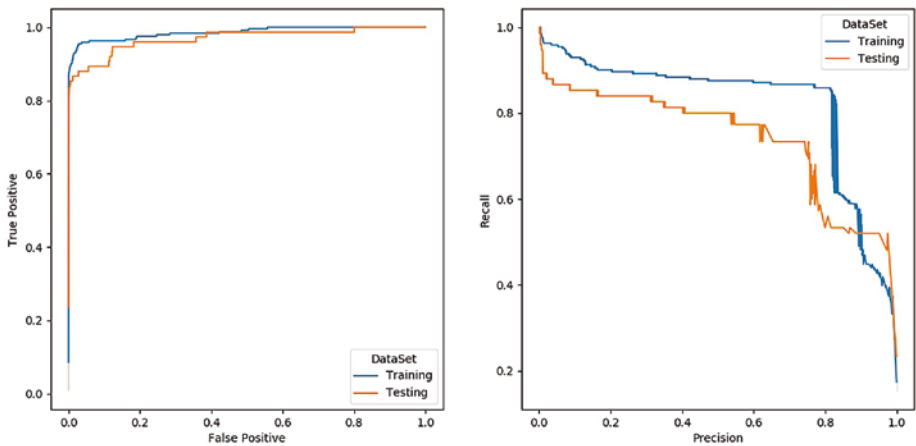 1.0
0.8
0.6
0.4
0.2
0.0
True Positive
DataSet
Training
Testing
0.0 0.2 0.4 0.6 0.8 1.0
False Positive
1.0
0.8
0.6
0.4
0.2
Recall
DataSet
Training
Testing
0.0 0.2 0.4 0.6 0.8 1.0
Precision